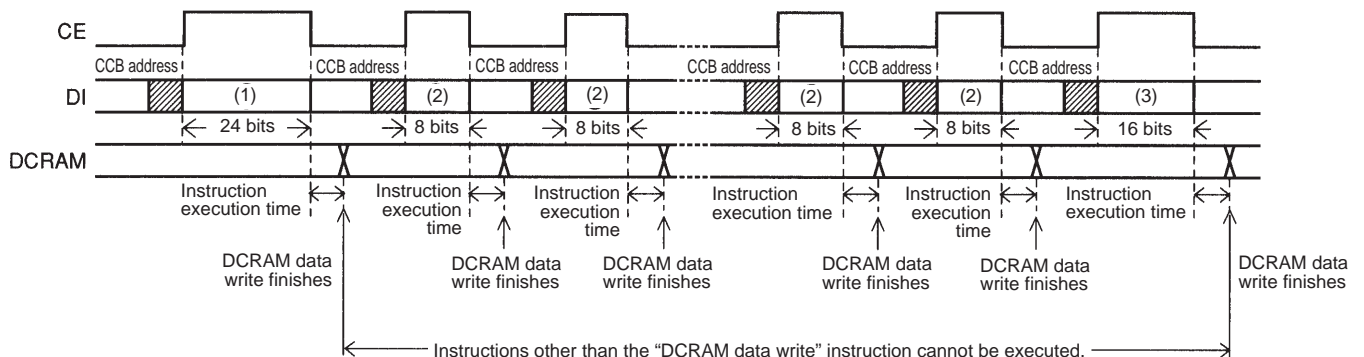 CE
CCB address CCB address CCB address CCB address CCB address CCB address
DI (1) (2) (2) (2) (2) (3)
24 bits 8 bits 8 bits 8 bits 8 bits 16 bits
DCRAM
Instruction
execution time
Instruction
execution
time
Instruction
execution
time
Instruction
execution time
Instruction
execution
time
Instruction
execution time
DCRAM data
write finishes
DCRAM data
write finishes
DCRAM data
write finishes
DCRAM data
write finishes
DCRAM data
write finishes
DCRAM data
write finishes
Instructions other than the “DCRAM data write” instruction cannot be executed.